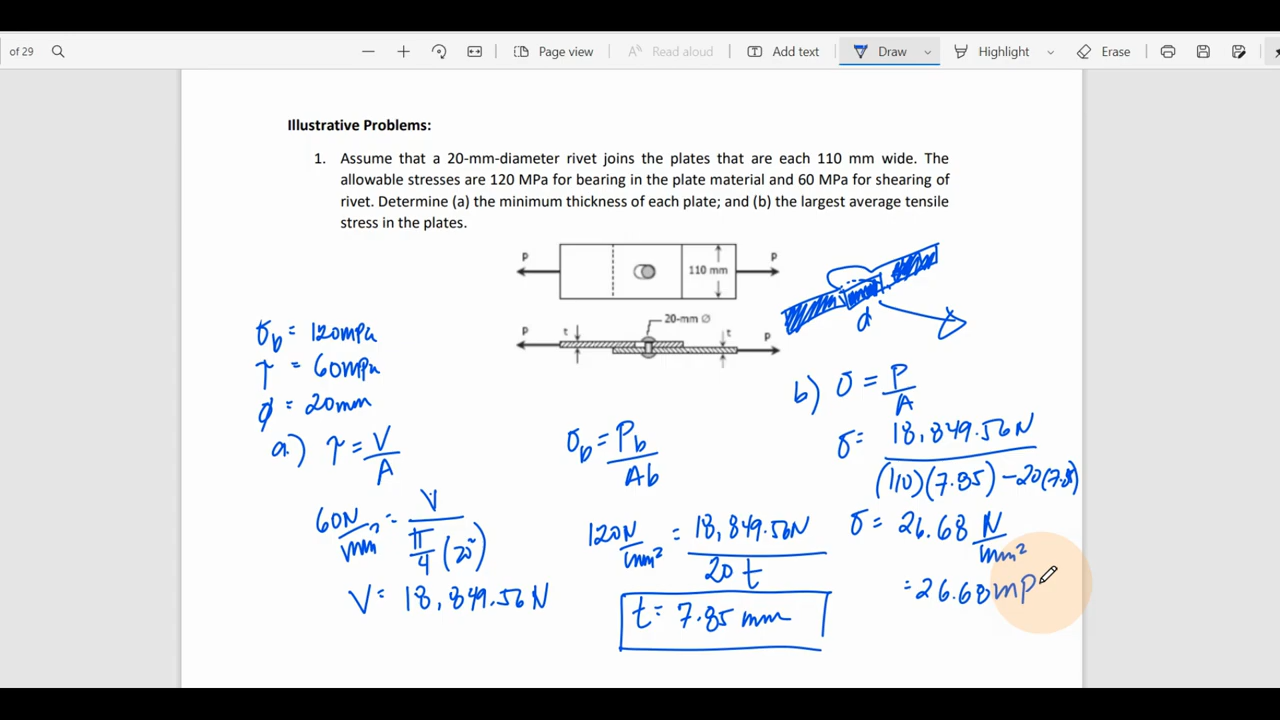 of 29
Page view
Read aloud
Add text
Draw
Highlight
Erase
Illustrative Problems:
1. Assume that a 20-mm-diameter rivet joins the plates that are each 110 mm wide. The
allowable stresses are 120 MPa for bearing in the plate material and 60 MPa for shearing of
rivet. Determine (a) the minimum thickness of each plate; and (b) the largest average tensile
stress in the plates.
P
110 mm
P
20-mm Ø
P
t
t
P
d
σb = 120mpa
τ = 60mpa
φ = 20mm
a.) τ = V/A
60N/mm² = V / π/4 (20²)
V = 18,849.56 N
σb = Pb/Ab
120N/mm² = 18,849.56N / 20 t
t = 7.85 mm
b) σ = P/A
σ = 18,849.56N / (110)(7.85) - 20(7.85)
σ = 26.68 N/mm²
= 26.68 mP